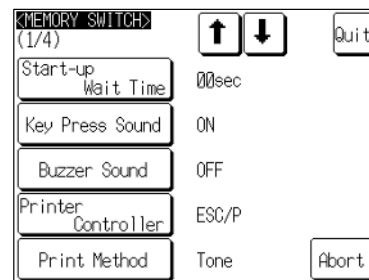 <MEMORY SWITCH>
(1/4)
Quit
Start-up
Wait Time
00sec
Key Press Sound
ON
Buzzer Sound
OFF
Printer
Controller
ESC/P
Print Method
Tone
Abort